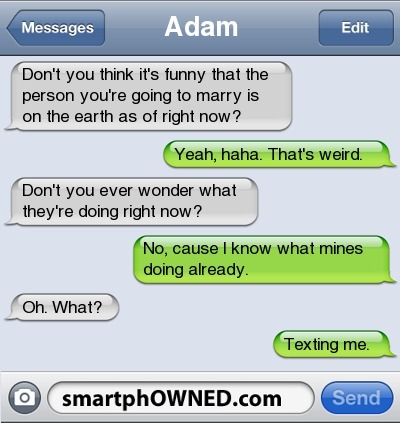 Messages
Adam
Edit
Don't you think it's funny that the
person you're going to marry is
on the earth as of right now?
Yeah, haha. That's weird.
Don't you ever wonder what
they're doing right now?
No, cause I know what mines
doing already.
Oh. What?
Texting me.
smartphOWNED.com
Send